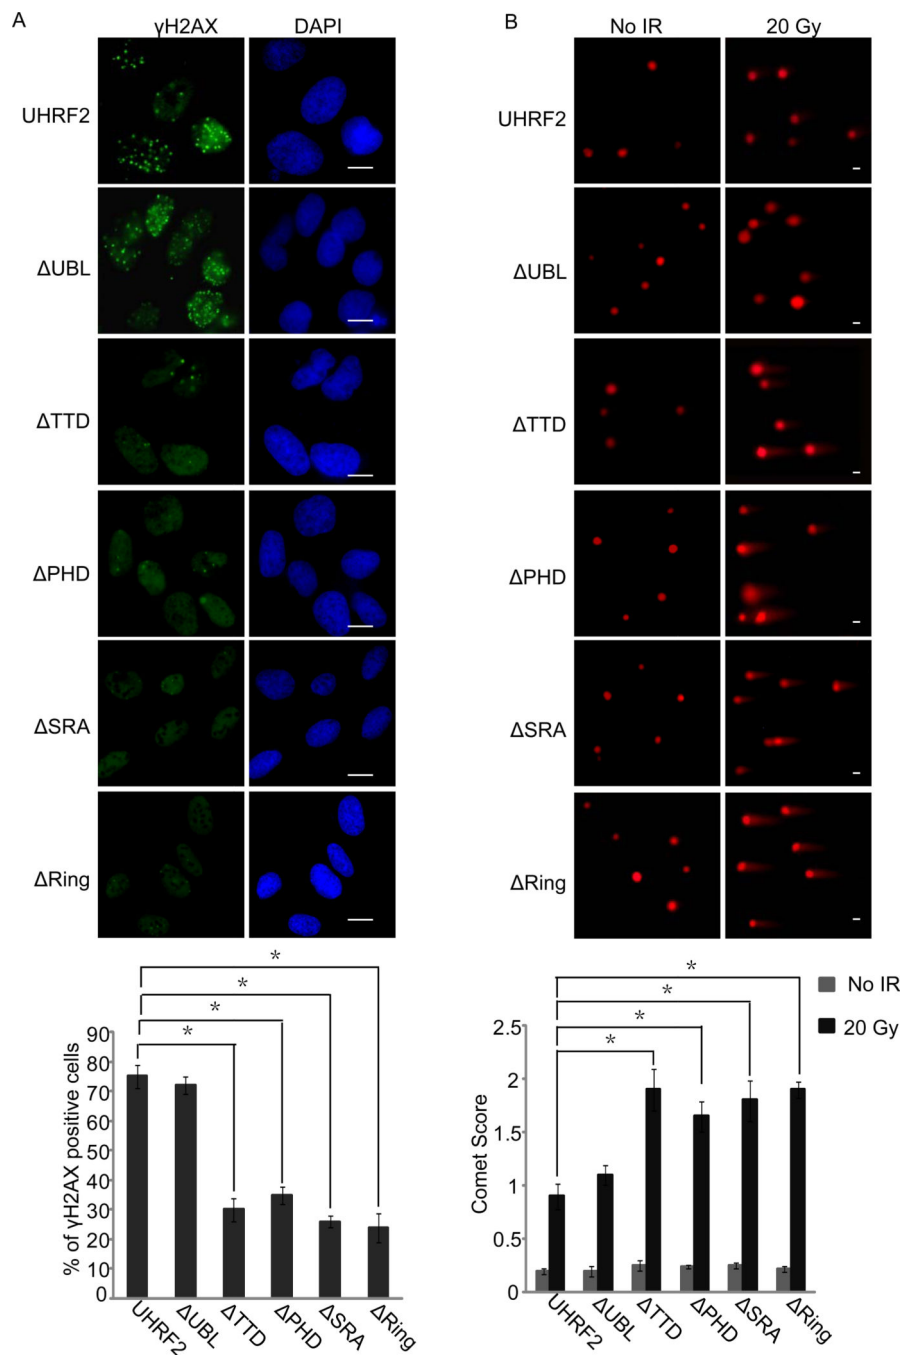 A
γH2AX DAPI
UHRF2
ΔUBL
ΔTTD
ΔPHD
ΔSRA
ΔRing
*
*
*
*
% of γH2AX positive cells
90
80
70
60
50
40
30
20
10
0
UHRF2 ΔUBL ΔTTD ΔPHD ΔSRA ΔRing
B
No IR 20 Gy
UHRF2
ΔUBL
ΔTTD
ΔPHD
ΔSRA
ΔRing
*
*
*
*
No IR
20 Gy
Comet Score
2.5
2
1.5
1
0.5
0
UHRF2 ΔUBL ΔTTD ΔPHD ΔSRA ΔRing